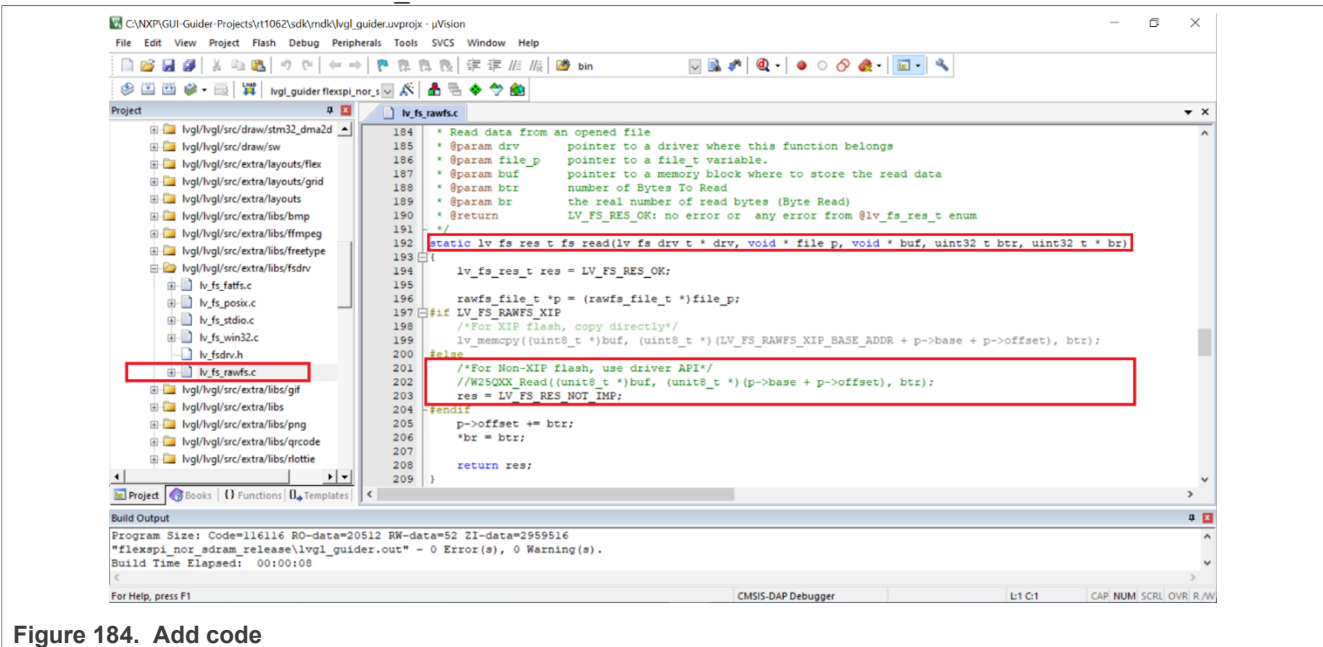 C:\NXP\GUI-Guider-Projects\rt1062\sdk\mdk\lvgl_guider.uvprojx - µVision
File Edit View Project Flash Debug Peripherals Tools SVCS Window Help
bin
LOAD
lvgl_guider flexspi_nor_s
Project
lvgl/lvgl/src/draw/stm32_dma2d
lvgl/lvgl/src/draw/sw
lvgl/lvgl/src/extra/layouts/flex
lvgl/lvgl/src/extra/layouts/grid
lvgl/lvgl/src/extra/layouts
lvgl/lvgl/src/extra/libs/bmp
lvgl/lvgl/src/extra/libs/ffmpeg
lvgl/lvgl/src/extra/libs/freetype
lvgl/lvgl/src/extra/libs/fsdrv
lv_fs_fatfs.c
lv_fs_posix.c
lv_fs_stdio.c
lv_fs_win32.c
lv_fsdrv.h
lv_fs_rawfs.c
lvgl/lvgl/src/extra/libs/gif
lvgl/lvgl/src/extra/libs
lvgl/lvgl/src/extra/libs/png
lvgl/lvgl/src/extra/libs/qrcode
lvgl/lvgl/src/extra/libs/rlottie
Project Books {} Functions 0 Templates
lv_fs_rawfs.c
184 * Read data from an opened file
185 * @param drv pointer to a driver where this function belongs
186 * @param file_p pointer to a file_t variable.
187 * @param buf pointer to a memory block where to store the read data
188 * @param btr number of Bytes To Read
189 * @param br the real number of read bytes (Byte Read)
190 * @return LV_FS_RES_OK: no error or any error from @lv_fs_res_t enum
191 */
192 static lv_fs_res_t fs_read(lv_fs_drv_t * drv, void * file_p, void * buf, uint32_t btr, uint32_t * br)
193 {
194 lv_fs_res_t res = LV_FS_RES_OK;
195
196 rawfs_file_t *p = (rawfs_file_t *)file_p;
197 #if LV_FS_RAWFS_XIP
198 /*For XIP flash, copy directly*/
199 lv_memcpy((uint8_t *)buf, (uint8_t *)(LV_FS_RAWFS_XIP_BASE_ADDR + p->base + p->offset), btr);
200 #else
201 /*For Non-XIP flash, use driver API*/
202 //W25QXX_Read((unit8_t *)buf, (unit8_t *)(p->base + p->offset), btr);
203 res = LV_FS_RES_NOT_IMP;
204 #endif
205 p->offset += btr;
206 *br = btr;
207
208 return res;
209 }
Build Output
Program Size: Code=116116 RO-data=20512 RW-data=52 ZI-data=2959516
"flexspi_nor_sdram_release\lvgl_guider.out" - 0 Error(s), 0 Warning(s).
Build Time Elapsed: 00:00:08
For Help, press F1 CMSIS-DAP Debugger L:1 C:1 CAP NUM SCRL OVR R/W
Figure 184. Add code